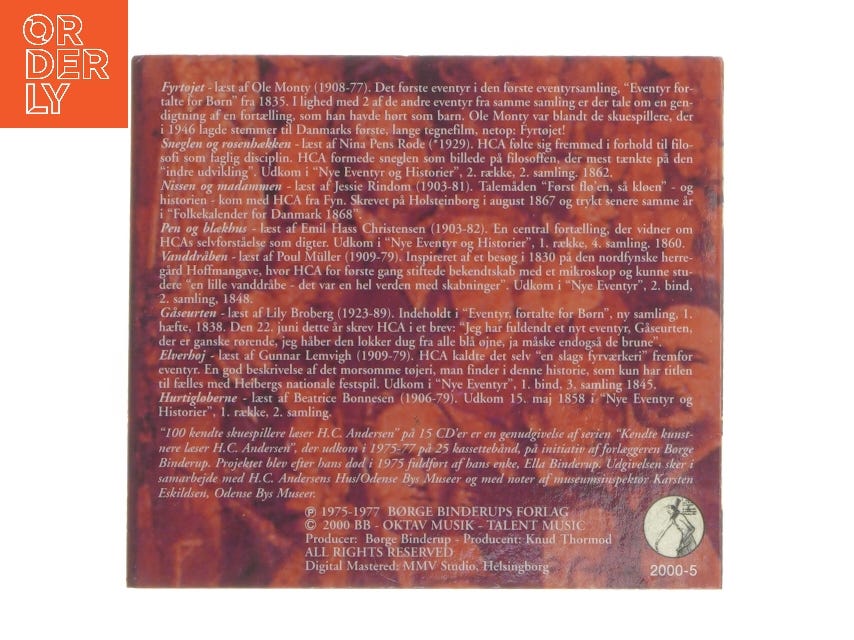 OR
DER
LY
Fyrtøjet - læst af Ole Monty (1908-77). Det første eventyr i den første eventyrsamling, “Eventyr for-
talte for Børn” fra 1835. I lighed med 2 af de andre eventyr fra samme samling er der tale om en gen-
digtning af en fortælling, som han havde hørt som barn. Ole Monty var blandt de skuespillere, der
i 1946 lagde stemmer til Danmarks første, lange tegnefilm, netop: Fyrtøjet!
Sneglen og rosenhækken - læst af Nina Pens Rode (*1929). HCA følte sig fremmed i forhold til filo-
sofi som faglig disciplin. HCA formede sneglen som billede på filosoffen, der mest tænkte på den
“indre udvikling”. Udkom i “Nye Eventyr og Historier”, 2. række, 2. samling. 1862.
Nissen og madammen - læst af Jessie Rindom (1903-81). Talemåden “Først flø'en, så kløen” - og
historien - kom med HCA fra Fyn. Skrevet på Holsteinborg i august 1867 og trykt senere samme år
i “Folkekalender for Danmark 1868”.
Pen og blækhus - læst af Emil Hass Christensen (1903-82). En central fortælling, der vidner om
HCAs selvforståelse som digter. Udkom i “Nye Eventyr og Historier”, 1. række, 4. samling. 1860.
Vanddråben - læst af Poul Müller (1909-79). Inspireret af et besøg i 1830 på den nordfynske herre-
gård Hoffmangave, hvor HCA for første gang stiftede bekendtskab med et mikroskop og kunne stu-
dere “en lille vanddråbe - det var en hel verden med skabninger”. Udkom i “Nye Eventyr”, 2. bind,
2. samling, 1848.
Gåseurten - læst af Lily Broberg (1923-89). Indeholdt i “Eventyr, fortalte for Børn”, ny samling, 1.
hæfte, 1838. Den 22. juni dette år skrev HCA i et brev: “Jeg har fuldendt et nyt eventyr, Gåseurten,
der er ganske rørende, jeg håber den lokker dug fra alle blå øjne, ja måske endogså de brune”.
Elverhøj - læst af Gunnar Lemvigh (1909-79). HCA kaldte det selv “en slags fyrværkeri” fremfor
eventyr. En god beskrivelse af det morsomme tøjeri, man finder i denne historie, som kun har titlen
til fælles med Heibergs nationale festspil. Udkom i “Nye Eventyr”, 1. bind, 3. samling 1845.
Hurtigløberne - læst af Beatrice Bonnesen (1906-79). Udkom 15. maj 1858 i “Nye Eventyr og
Historier”, 1. række, 2. samling.
“100 kendte skuespillere læser H.C. Andersen” på 15 CD'er er en genudgivelse af serien “Kendte kunst-
nere læser H.C. Andersen”, der udkom i 1975-77 på 25 kassettebånd, på initiativ af forlæggeren Børge
Binderup. Projektet blev efter hans død i 1975 fuldført af hans enke, Ella Binderup. Udgivelsen sker i
samarbejde med H.C. Andersens Hus/Odense Bys Museer og med noter af museumsinspektør Karsten
Eskildsen, Odense Bys Museer.
℗ 1975-1977 BØRGE BINDERUPS FORLAG
© 2000 BB - OKTAV MUSIK - TALENT MUSIC
Producer: Børge Binderup - Producent: Knud Thormod
ALL RIGHTS RESERVED
Digital Mastered: MMV Studio, Helsingborg
2000-5